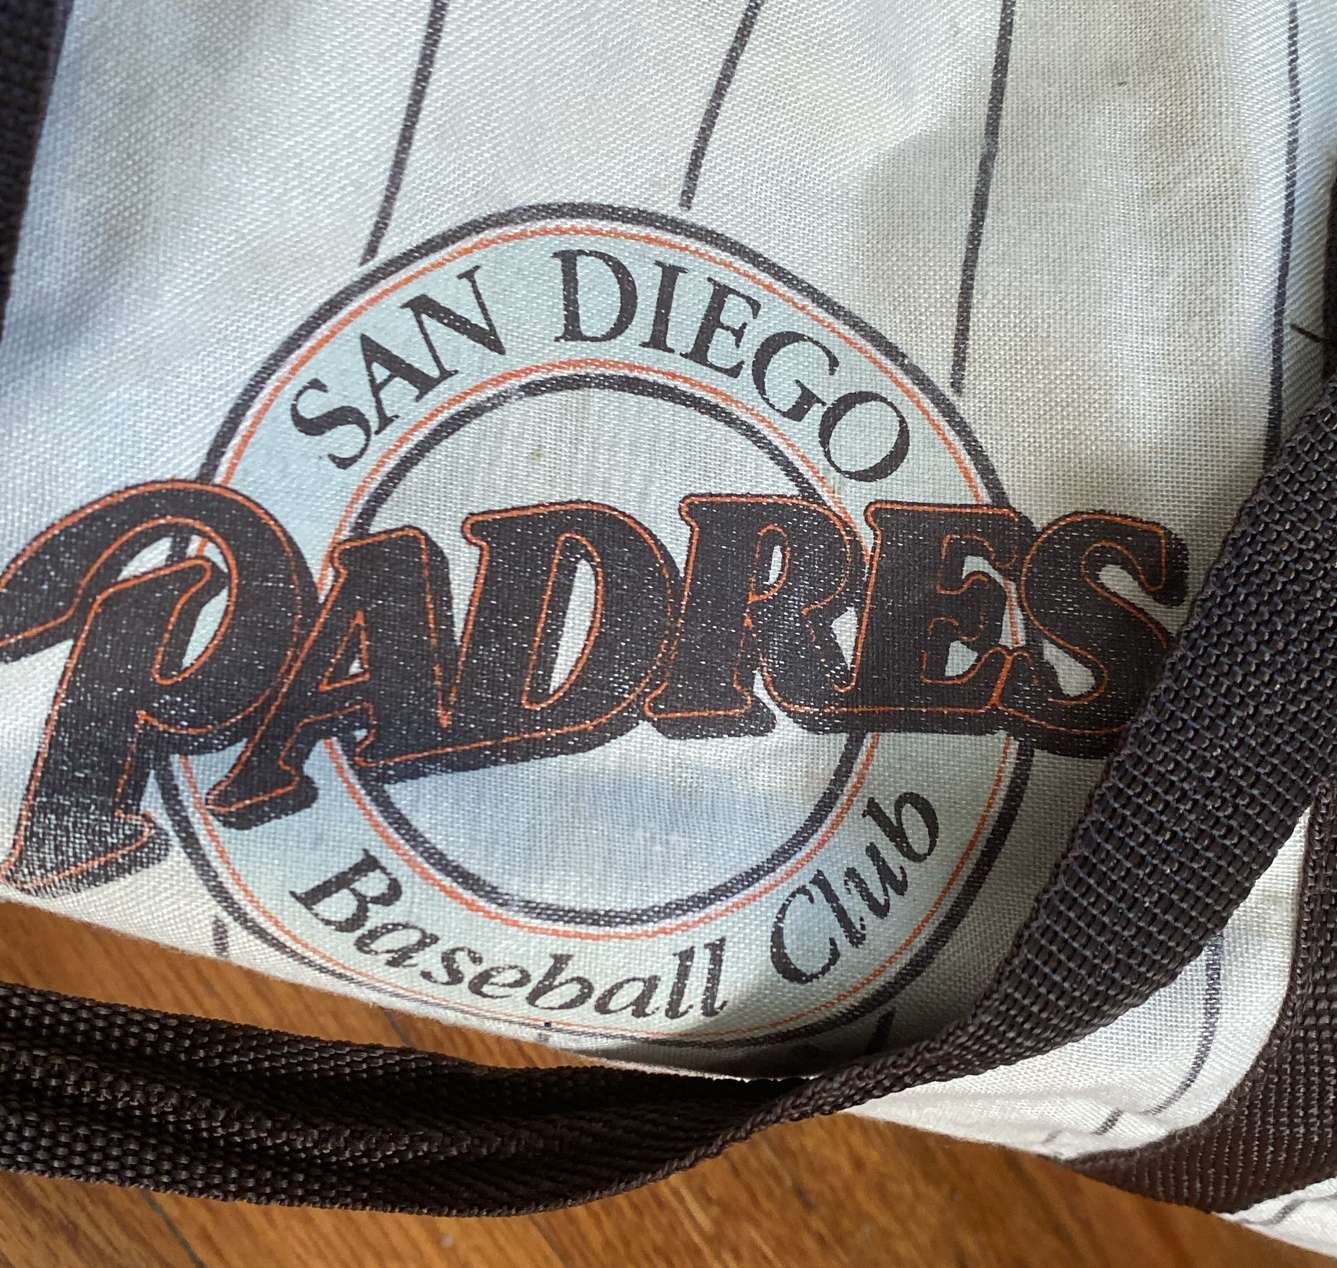 SAN DIEGO
PADRES
Baseball Club